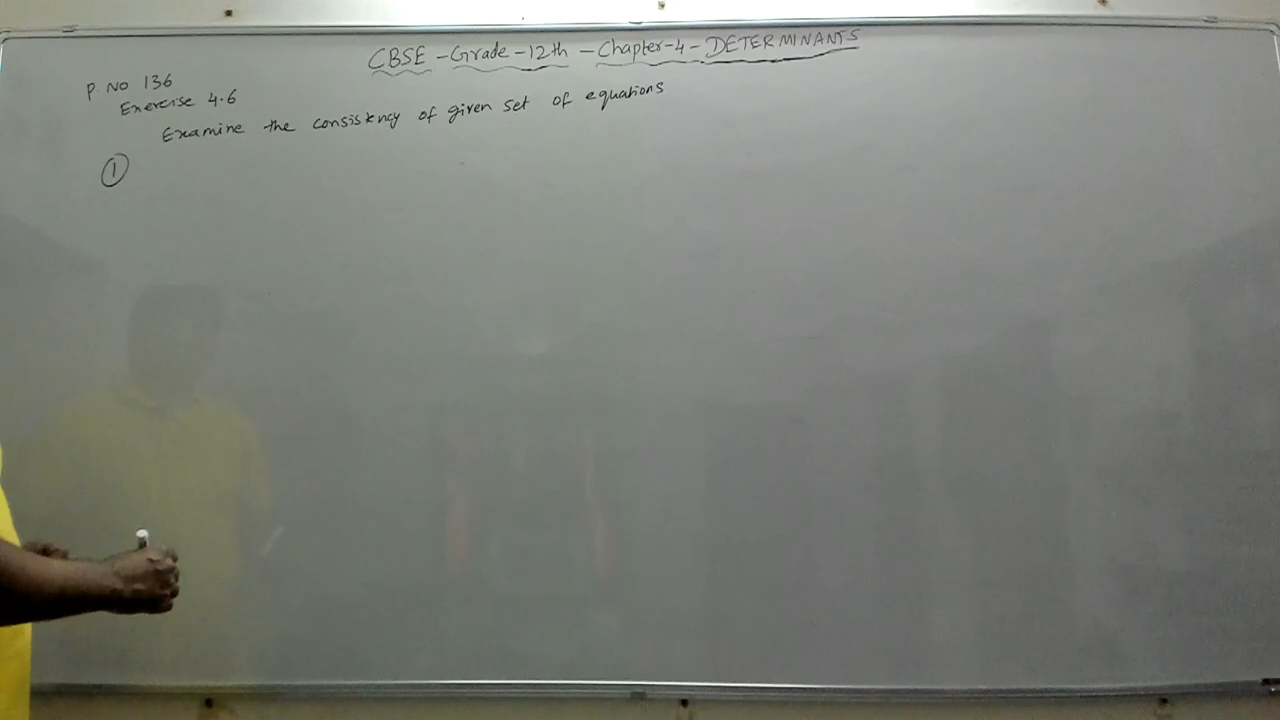 CBSE - Grade - 12th - Chapter - 4 - DETERMINANTS
P. NO 136
Exercise 4.6
Examine the consistency of given set of equations
①